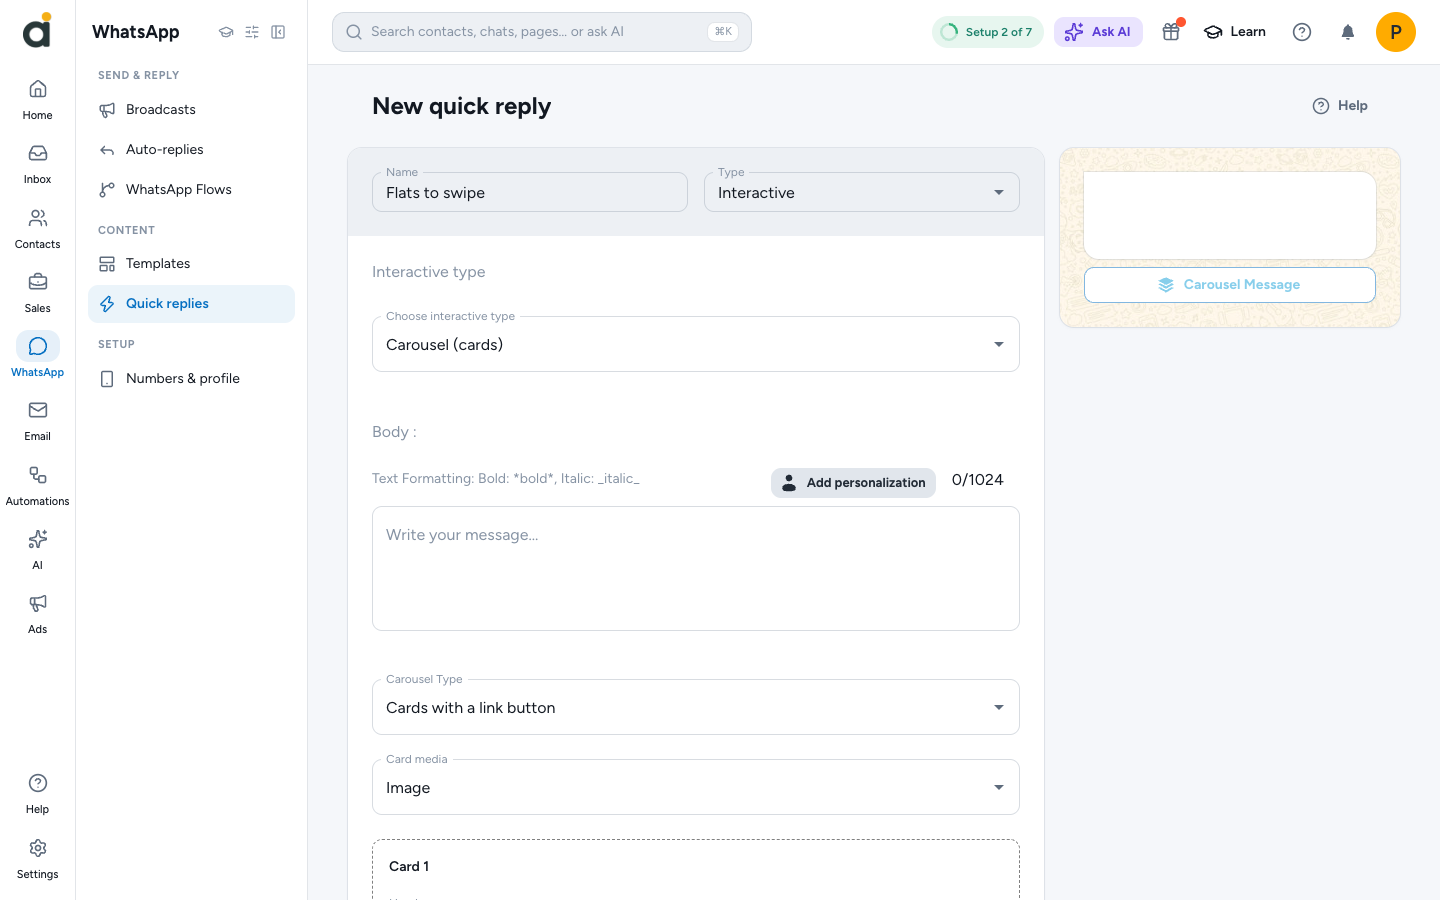 WhatsApp
Search contacts, chats, pages... or ask AI
⌘K
Setup 2 of 7
Ask AI
Learn
P
Home
Inbox
Contacts
Sales
WhatsApp
Email
Automations
AI
Ads
Help
Settings
SEND & REPLY
Broadcasts
Auto-replies
WhatsApp Flows
CONTENT
Templates
Quick replies
SETUP
Numbers & profile
New quick reply
Help
Name
Flats to swipe
Type
Interactive
Interactive type
Choose interactive type
Carousel (cards)
Body :
Text Formatting: Bold: *bold*, Italic: _italic_
Add personalization
0/1024
Write your message...
Carousel Type
Cards with a link button
Card media
Image
Card 1
Carousel Message